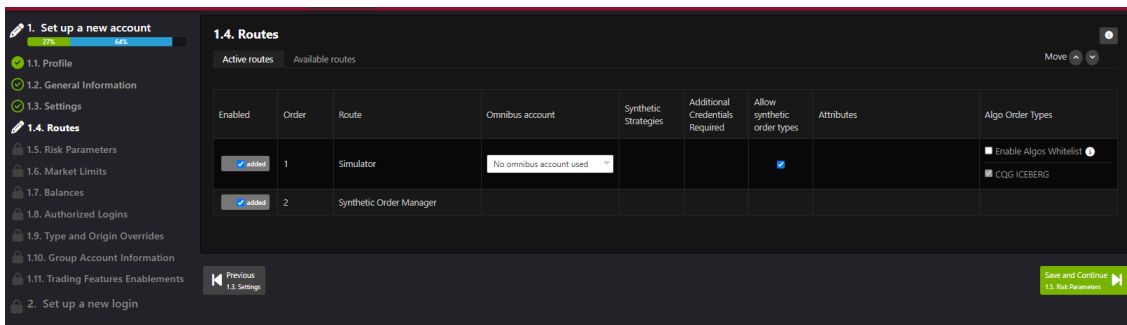 1. Set up a new account
27% 64%
1.1. Profile
1.2. General Information
1.3. Settings
1.4. Routes
1.5. Risk Parameters
1.6. Market Limits
1.7. Balances
1.8. Authorized Logins
1.9. Type and Origin Overrides
1.10. Group Account Information
1.11. Trading Features Enablements
2. Set up a new login
1.4. Routes
Active routes Available routes Move
Enabled Order Route Omnibus account Synthetic Strategies Additional Credentials Required Allow synthetic order types Attributes Algo Order Types
added 1 Simulator No omnibus account used Enable Algos Whitelist
CQG ICEBERG
added 2 Synthetic Order Manager
Previous
1.3. Settings
Save and Continue
1.5. Risk Parameters